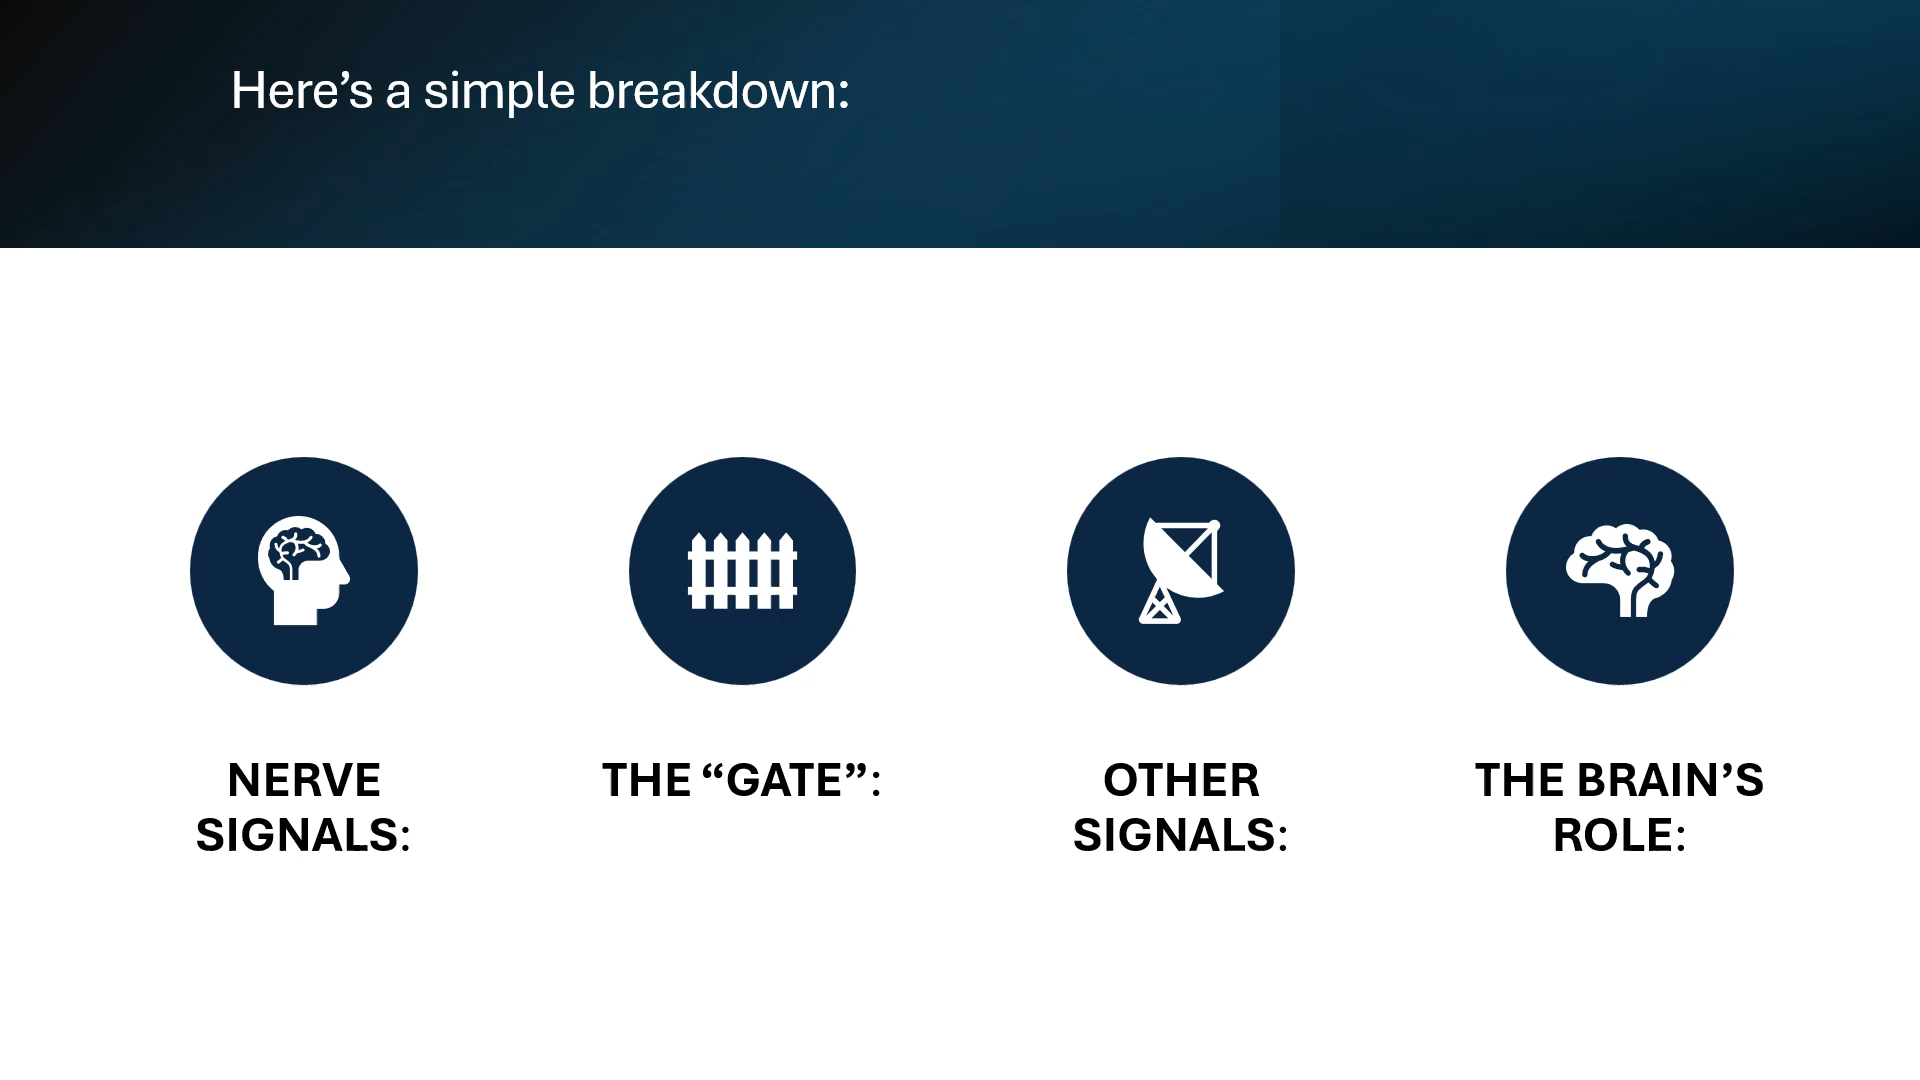 Here’s a simple breakdown:
NERVE
SIGNALS:
THE “GATE”:
OTHER
SIGNALS:
THE BRAIN’S
ROLE: